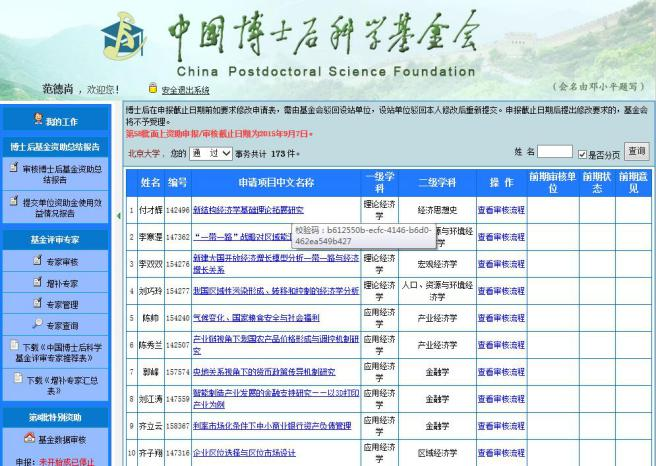 中国博士后科学基金会
China Postdoctoral Science Foundation
范德尚，欢迎您！ 安全退出系统
(会名由邓小平题写)
我的工作
博士后基金资助总结报告
审核博士后基金资助总
结报告
提交单位资助金使用效
益情况报告
基金评审专家
专家审核
增补专家
专家管理
专家查询
下载《中国博士后科学
基金评审专家推荐表》
下载《增补专家汇总
表》
第8批特别资助
基金数据审核
申报：未开始或已停止
博士后在申报截止日期前如要求修改申请表，需由基金会驳回设站单位，设站单位驳回本人修改后重新提交。申报截止日期后提出修改要求的，基金会
将不予受理。
第58批面上资助申报/审核截止日期为2015年9月7日。
北京大学，您的 通 过 事务共计 173 件。 姓 名 是否分页 查询
姓名 编号 申请项目中文名称 一级学科 二级学科 操 作 前期审核单位 前期状态 前期意见
1 付才辉 142496 新结构经济学基础理论拓展研究 理论经济学 经济思想史 查看审核流程
2 李寒湜 147362 “一带一路”战略对区域能 源与环境经济学 查看审核流程
校验码：b612550b-ecfc-4146-b6d0-
462ea549b427
3 李双双 154276 新建大国开放经济增长模型分析一带一路与经济增长关系 理论经济学 宏观经济学 查看审核流程
4 刘巧玲 154277 我国区域性污染形成、转移和控制的经济学分析 理论经济学 人口、资源与环境经济学 查看审核流程
5 陈帅 154240 气候变化、国家粮食安全与社会福利 应用经济学 产业经济学 查看审核流程
6 陈秀兰 142507 产业链视角下我国农产品价格形成与调控机制研究 应用经济学 产业经济学 查看审核流程
7 郭峰 157574 央地关系视角下的货币政策传导机制研究 应用经济学 金融学 查看审核流程
8 刘江涛 147559 智能制造产业发展的金融支持研究——以3D打印产业为例 应用经济学 金融学 查看审核流程
9 齐立云 158367 利率市场化条件下中小商业银行资产负债管理 应用经济学 金融学 查看审核流程
10 齐子翔 147316 企业区位选择与区位市场设计 应用经济学 区域经济学 查看审核流程